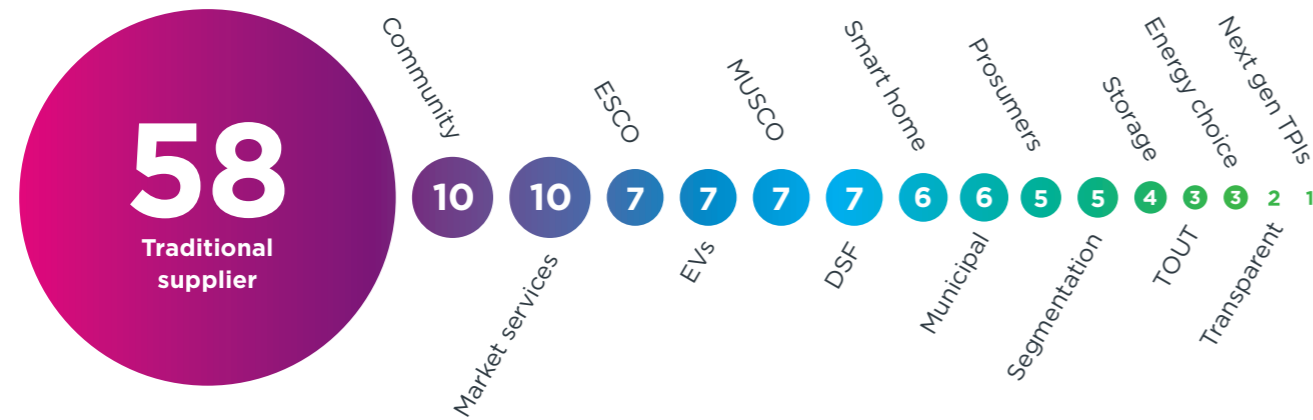 58
Traditional
supplier
Community
10
Market services
10
ESCO
7
EVs
7
MUSCO
7
DSF
7
Smart home
6
Municipal
6
Prosumers
5
Segmentation
5
Storage
4
TOUT
3
Energy choice
3
Transparent
2
Next gen TPIs
1